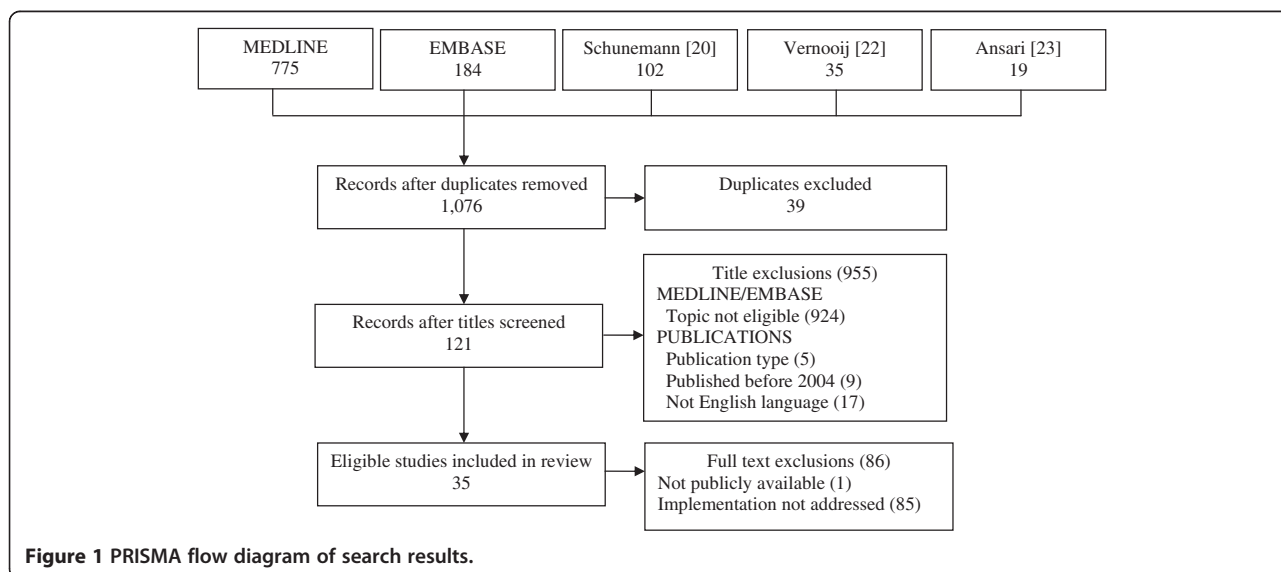 MEDLINE
775
EMBASE
184
Schunemann [20]
102
Vernooij [22]
35
Ansari [23]
19
Records after duplicates removed
1,076
Duplicates excluded
39
Records after titles screened
121
Title exclusions (955)
MEDLINE/EMBASE
Topic not eligible (924)
PUBLICATIONS
Publication type (5)
Published before 2004 (9)
Not English language (17)
Eligible studies included in review
35
Full text exclusions (86)
Not publicly available (1)
Implementation not addressed (85)
Figure 1 PRISMA flow diagram of search results.